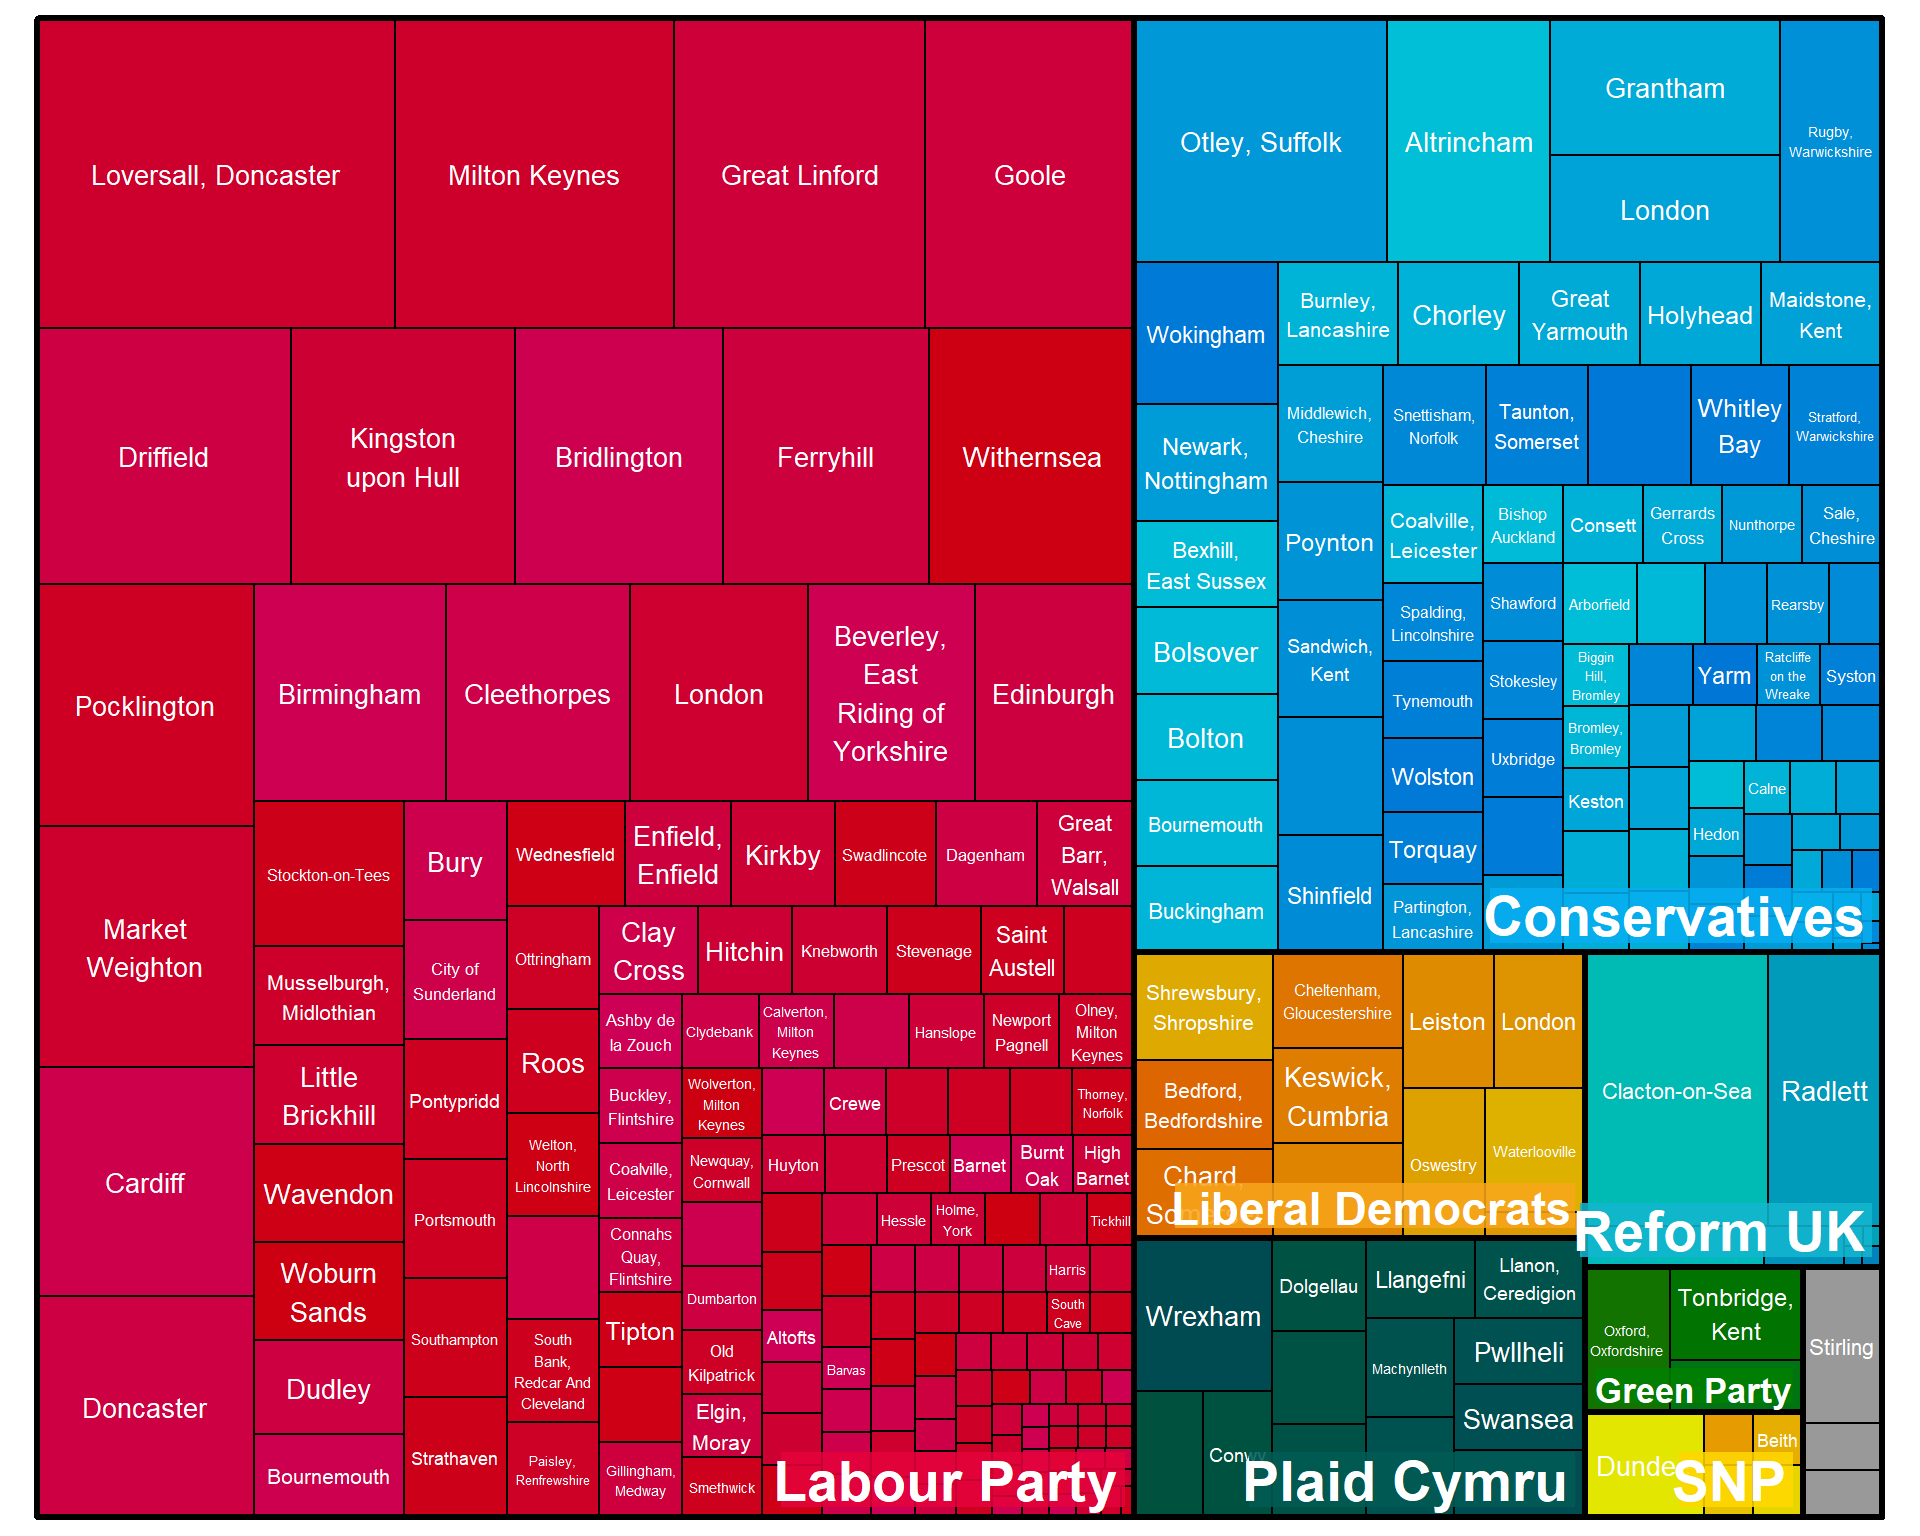 Loversall, Doncaster
Milton Keynes
Great Linford
Goole
Driffield
Kingston
upon Hull
Bridlington
Ferryhill
Withernsea
Pocklington
Birmingham
Cleethorpes
London
Beverley,
East
Riding of
Yorkshire
Edinburgh
Market
Weighton
Cardiff
Doncaster
Stockton-on-Tees
Musselburgh,
Midlothian
Little
Brickhill
Wavendon
Woburn
Sands
Dudley
Bournemouth
Bury
City of
Sunderland
Pontypridd
Portsmouth
Southampton
Strathaven
Wednesfield
Enfield,
Enfield
Kirkby
Swadlincote
Dagenham
Great
Barr,
Walsall
Ottringham
Roos
Welton,
North
Lincolnshire
South
Bank,
Redcar And
Cleveland
Paisley,
Renfrewshire
Clay
Cross
Hitchin
Knebworth
Stevenage
Saint
Austell
Ashby de
la Zouch
Buckley,
Flintshire
Coalville,
Leicester
Connahs
Quay,
Flintshire
Tipton
Gillingham,
Medway
Clydebank
Calverton,
Milton
Keynes
Hanslope
Newport
Pagnell
Olney,
Milton
Keynes
Wolverton,
Milton
Keynes
Newquay,
Cornwall
Dumbarton
Old
Kilpatrick
Elgin,
Moray
Smethwick
Crewe
Thorney,
Norfolk
Huyton
Prescot
Barnet
Burnt
Oak
High
Barnet
Hessle
Holme,
York
Tickhill
Altofts
Barvas
Harris
South
Cave
Labour Party
Otley, Suffolk
Altrincham
Grantham
London
Rugby,
Warwickshire
Wokingham
Newark,
Nottingham
Bexhill,
East Sussex
Bolsover
Bolton
Bournemouth
Buckingham
Burnley,
Lancashire
Chorley
Great
Yarmouth
Holyhead
Maidstone,
Kent
Middlewich,
Cheshire
Poynton
Sandwich,
Kent
Shinfield
Snettisham,
Norfolk
Taunton,
Somerset
Whitley
Bay
Stratford,
Warwickshire
Coalville,
Leicester
Spalding,
Lincolnshire
Tynemouth
Wolston
Torquay
Partington,
Lancashire
Bishop
Auckland
Consett
Gerrards
Cross
Nunthorpe
Sale,
Cheshire
Shawford
Stokesley
Uxbridge
Arborfield
Rearsby
Biggin
Hill,
Bromley
Yarm
Ratcliffe
on the
Wreake
Syston
Bromley,
Bromley
Keston
Calne
Hedon
Conservatives
Shrewsbury,
Shropshire
Bedford,
Bedfordshire
Chard,
Somerset
Cheltenham,
Gloucestershire
Keswick,
Cumbria
Leiston
London
Oswestry
Waterlooville
Liberal Democrats
Clacton-on-Sea
Radlett
Reform UK
Wrexham
Conwy
Dolgellau
Llangefni
Llanon,
Ceredigion
Machynlleth
Pwllheli
Swansea
Plaid Cymru
Oxford,
Oxfordshire
Tonbridge,
Kent
Green Party
Stirling
Dunde
Beith
SNP